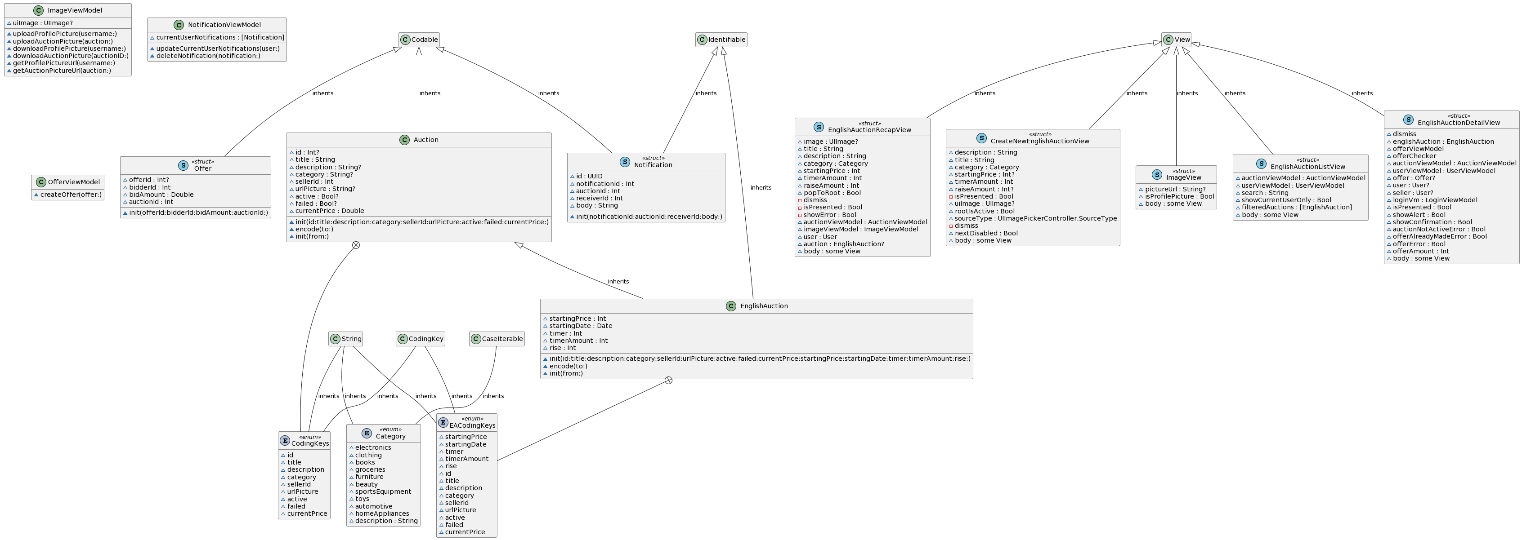 ImageViewModel
uiImage : UIImage?
uploadProfilePicture(username:)
uploadAuctionPicture(auction:)
downloadProfilePicture(username:)
downloadAuctionPicture(auctionID:)
getProfilePictureUrl(username:)
getAuctionPictureUrl(auction:)
NotificationViewModel
currentUserNotifications : [Notification]
updateCurrentUserNotifications(user:)
deleteNotification(notification:)
Codable
Identifiable
View
inherits
inherits
inherits
inherits
inherits
inherits
inherits
inherits
inherits
OfferViewModel
createOffer(offer:)
«struct»
Offer
offerId : Int?
bidderId : Int
bidAmount : Double
auctionId : Int
init(offerId:bidderId:bidAmount:auctionId:)
Auction
id : Int?
title : String
description : String?
category : String?
sellerId : Int
urlPicture : String?
active : Bool?
failed : Bool?
currentPrice : Double
init(id:title:description:category:sellerId:urlPicture:active:failed:currentPrice:)
encode(to:)
init(from:)
«struct»
Notification
id : UUID
notificationId : Int
auctionId : Int
receiverId : Int
body : String
init(notificationId:auctionId:receiverId:body:)
inherits
«struct»
EnglishAuctionRecapView
image : UIImage?
title : String
description : String
category : Category
startingPrice : Int
timerAmount : Int
raiseAmount : Int
popToRoot : Bool
dismiss
isPresented : Bool
showError : Bool
auctionViewModel : AuctionViewModel
imageViewModel : ImageViewModel
user : User
auction : EnglishAuction?
body : some View
«struct»
CreateNewEnglishAuctionView
description : String
title : String
category : Category
startingPrice : Int?
timerAmount : Int
raiseAmount : Int?
isPresented : Bool
userViewModel : UserViewModel
uiImage : UIImage?
rootIsActive : Bool
sourceType : UIImagePickerController.SourceType
dismiss
nextDisabled : Bool
body : some View
«struct»
ImageView
pictureUrl : String?
isProfilePicture : Bool
body : some View
«struct»
EnglishAuctionListView
auctionViewModel : AuctionViewModel
userViewModel : UserViewModel
search : String
showCurrentUserOnly : Bool
filteredAuctions : [EnglishAuction]
body : some View
«struct»
EnglishAuctionDetailView
dismiss
englishAuction : EnglishAuction
offerViewModel
offerChecker
auctionViewModel : AuctionViewModel
userViewModel : UserViewModel
offer : Offer?
user : User?
seller : User?
loginVm : LoginViewModel
isPresented : Bool
showAlert : Bool
showConfirmation : Bool
auctionNotActiveError : Bool
offerAlreadyMadeError : Bool
offerError : Bool
offerAmount : Int
body : some View
inherits
EnglishAuction
startingPrice : Int
startingDate : Date
timer : Int
timerAmount : Int
rise : Int
init(id:title:description:category:sellerId:urlPicture:active:failed:currentPrice:startingPrice:startingDate:timer:timerAmount:rise:)
encode(to:)
init(from:)
String
CodingKey
CaseIterable
inherits
inherits
inherits
inherits
inherits
inherits
«enum»
CodingKeys
id
title
description
category
sellerId
urlPicture
active
failed
currentPrice
«enum»
Category
electronics
clothing
books
groceries
furniture
beauty
sportsEquipment
toys
automotive
homeAppliances
description : String
«enum»
EACodingKeys
startingPrice
startingDate
timer
timerAmount
rise
id
title
description
category
sellerId
urlPicture
active
failed
currentPrice